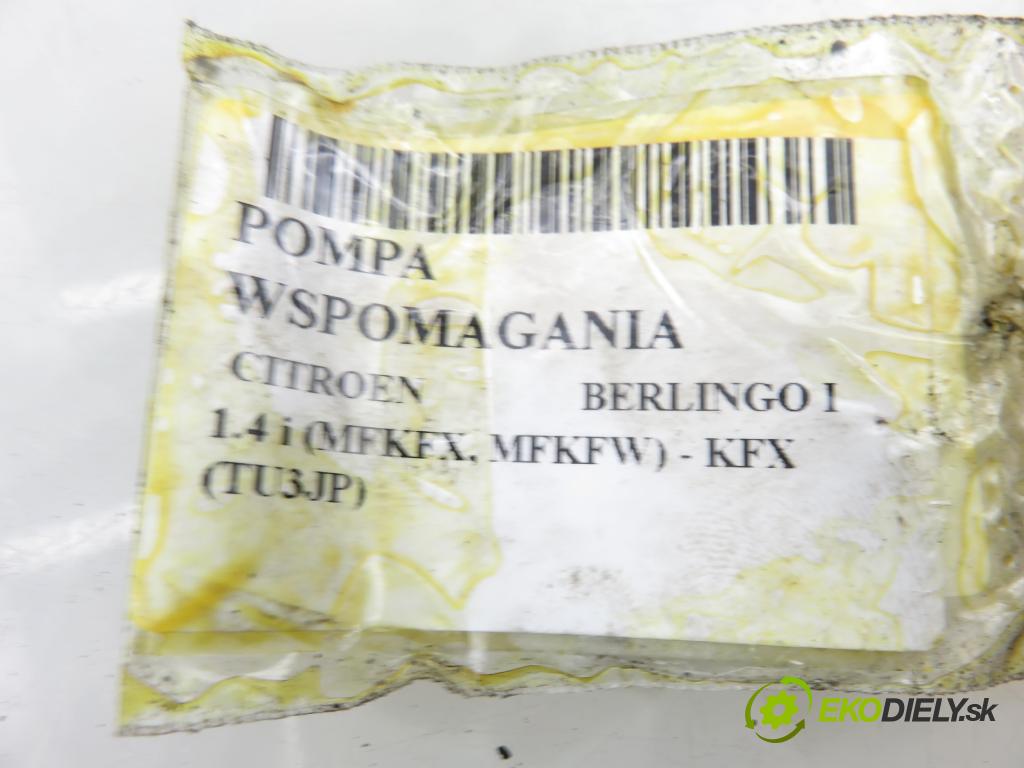 POMPA
WSPOMAGANIA
CITROEN BERLINGO I
1.4 i (MFKFX, MFKFW) - KFX
(TU3JP)
EKODIELY.sk